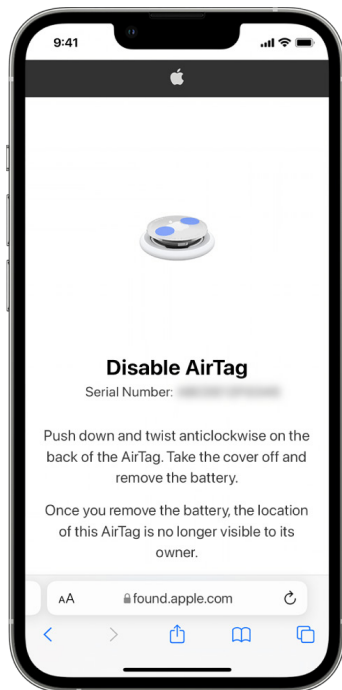 9:41
Disable AirTag
Serial Number:
Push down and twist anticlockwise on the
back of the AirTag. Take the cover off and
remove the battery.
Once you remove the battery, the location
of this AirTag is no longer visible to its
owner.
AA
found.apple.com